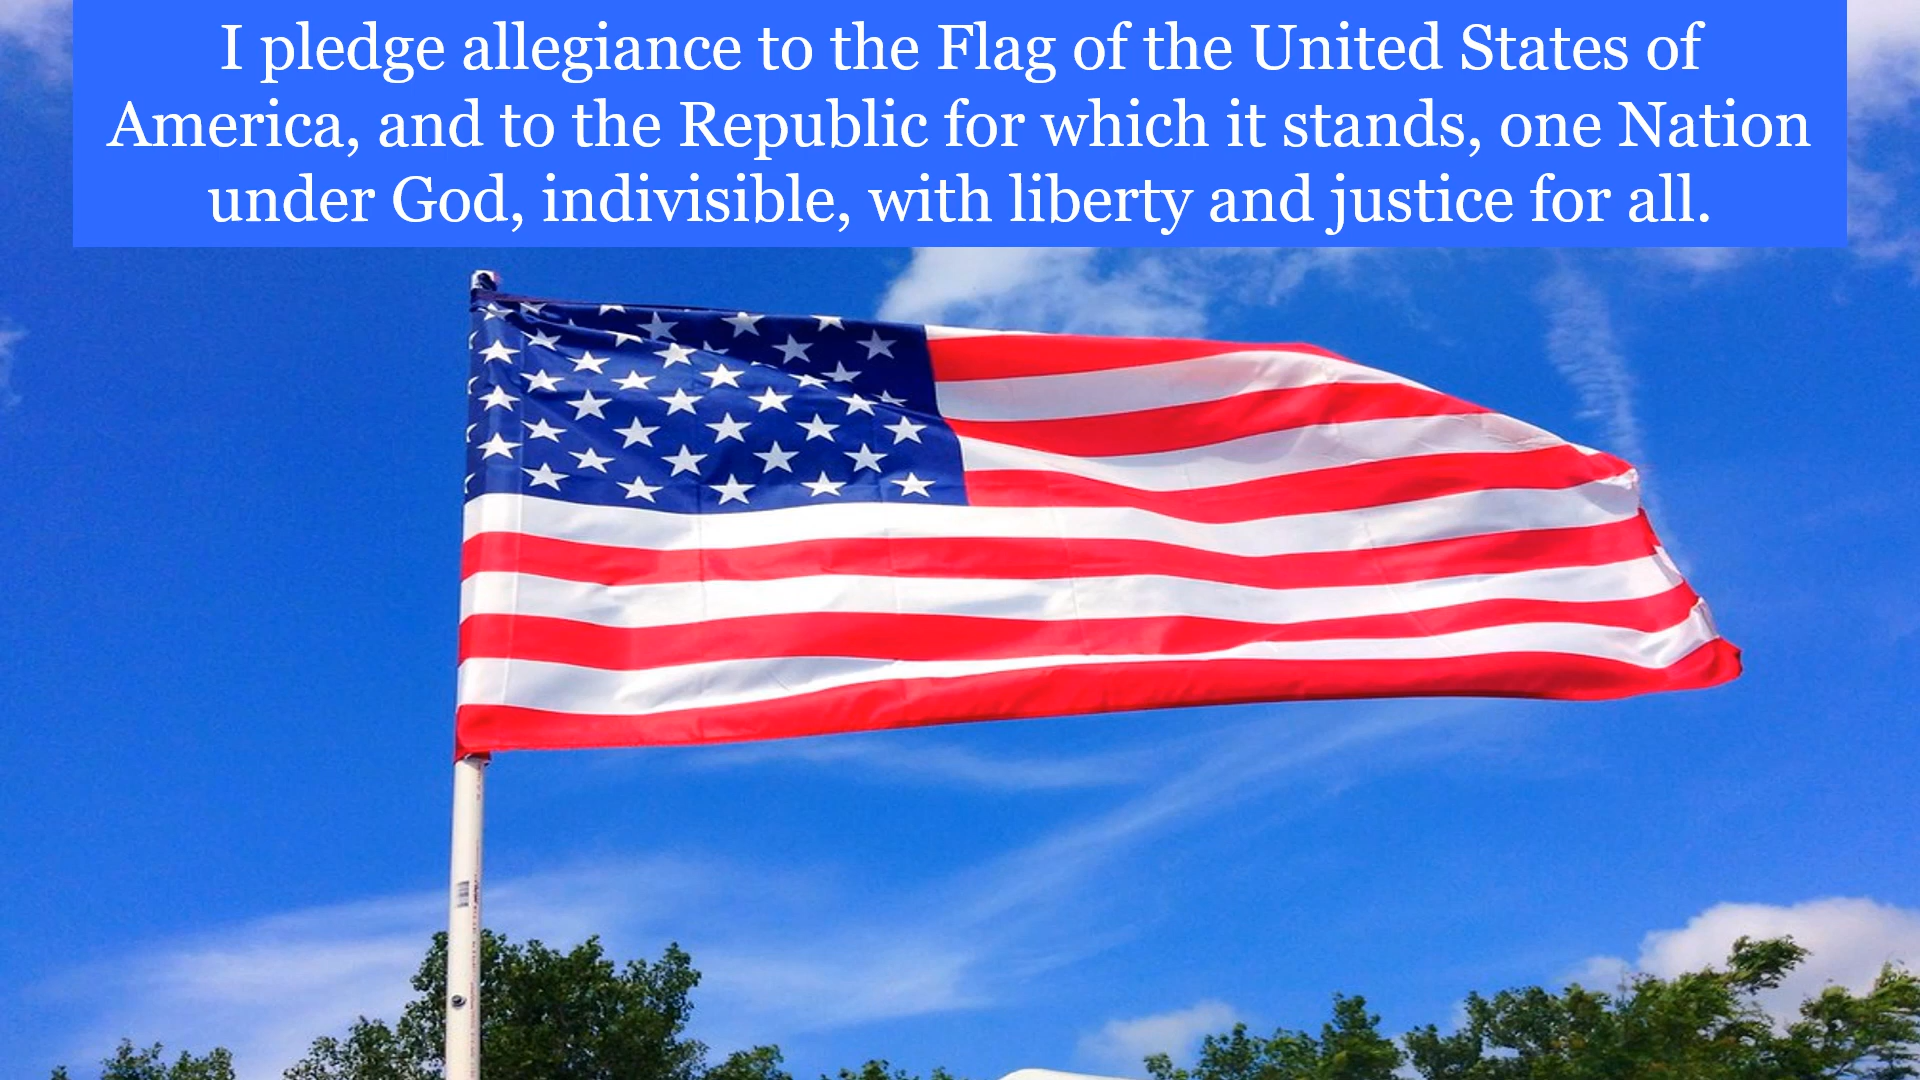 I pledge allegiance to the Flag of the United States of
America, and to the Republic for which it stands, one Nation
under God, indivisible, with liberty and justice for all.